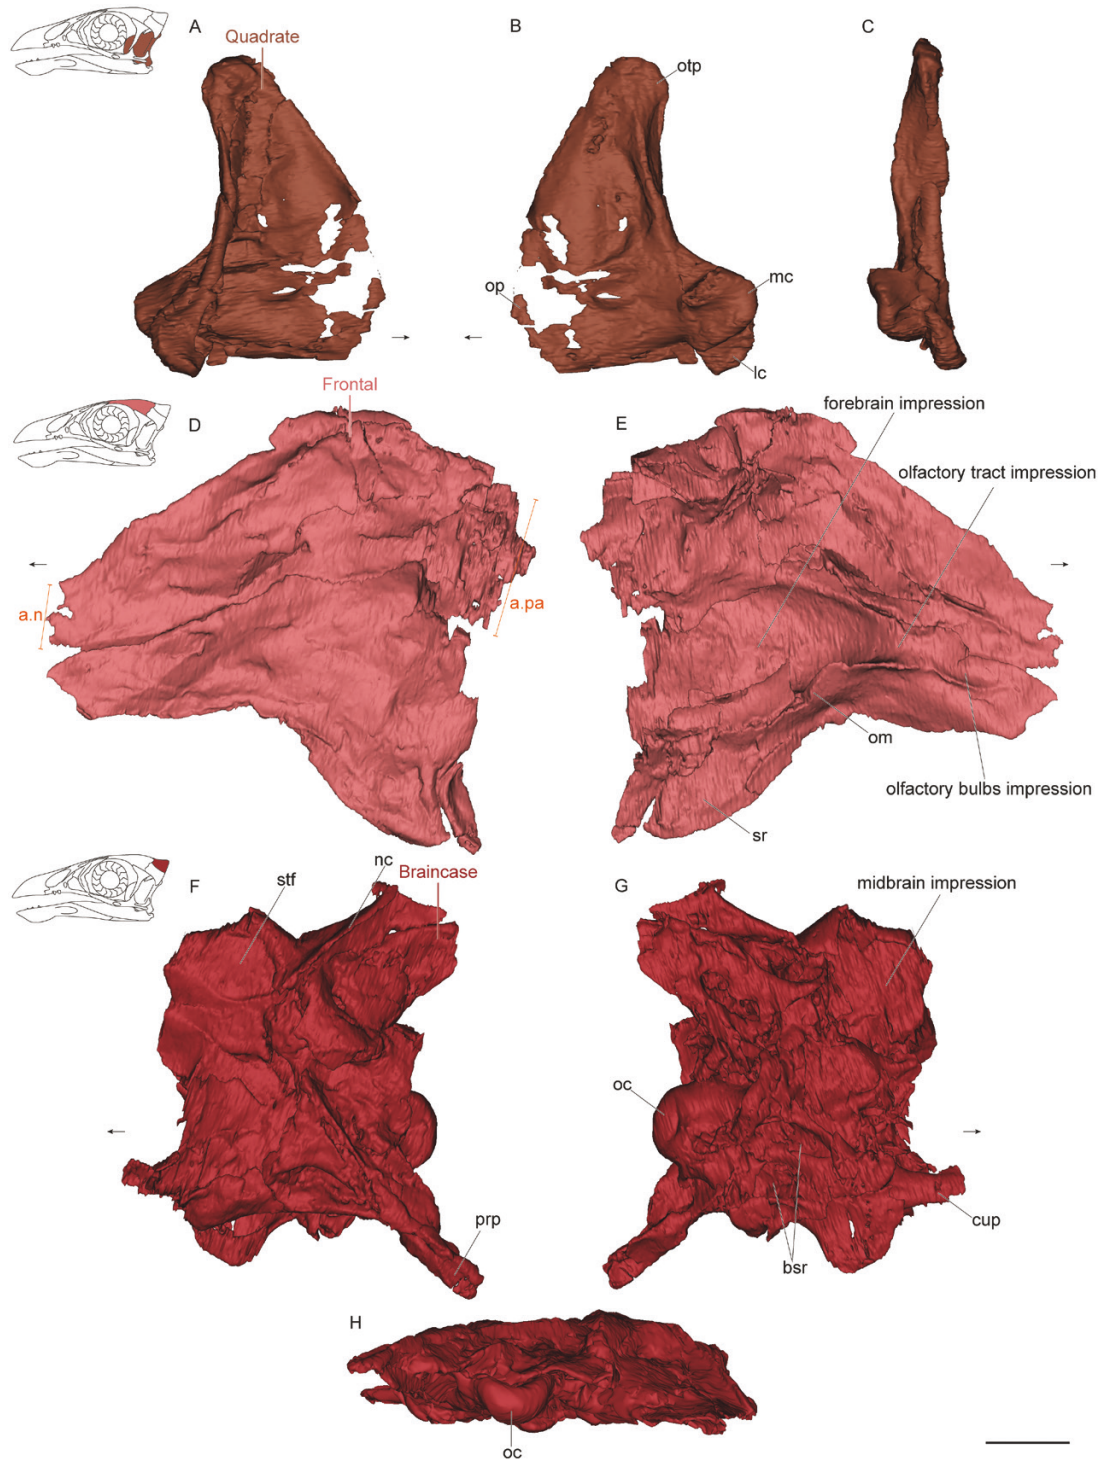 A
B
C
Quadrate
otp
op
mc
lc
Frontal
D
E
forebrain impression
olfactory tract impression
a.n
a.pa
om
olfactory bulbs impression
sr
F
stf
nc
Braincase
G
midbrain impression
oc
prp
bsr
cup
H
oc